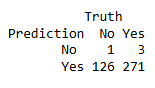 Truth
Prediction No Yes
No 1 3
Yes 126 271